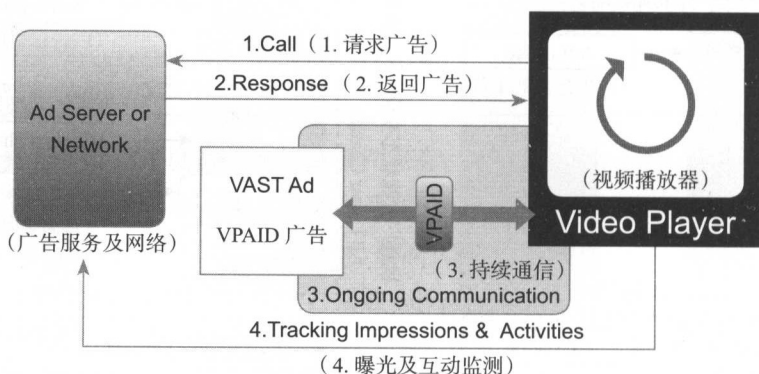 1.Call（1. 请求广告）
2.Response（2. 返回广告）
Ad Server or
Network
（广告服务及网络）
VAST Ad
VPAID 广告
VPAID
（3. 持续通信）
3.Ongoing Communication
（视频播放器）
Video Player
4.Tracking Impressions & Activities
（4. 曝光及互动监测）